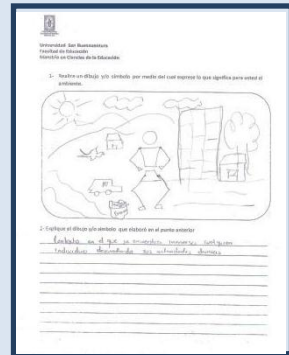 Universidad San Buenaventura
Facultad de Educación
Maestría en Ciencias de la Educación
1- Realice un dibujo y/o símbolo por medio del cual exprese lo que significa para usted el
ambiente.
2- Explique el dibujo y/o símbolo que elaboró en el punto anterior
en el que se encuentra inmerso cualquier
individuo desarrollando sus actividades diarias